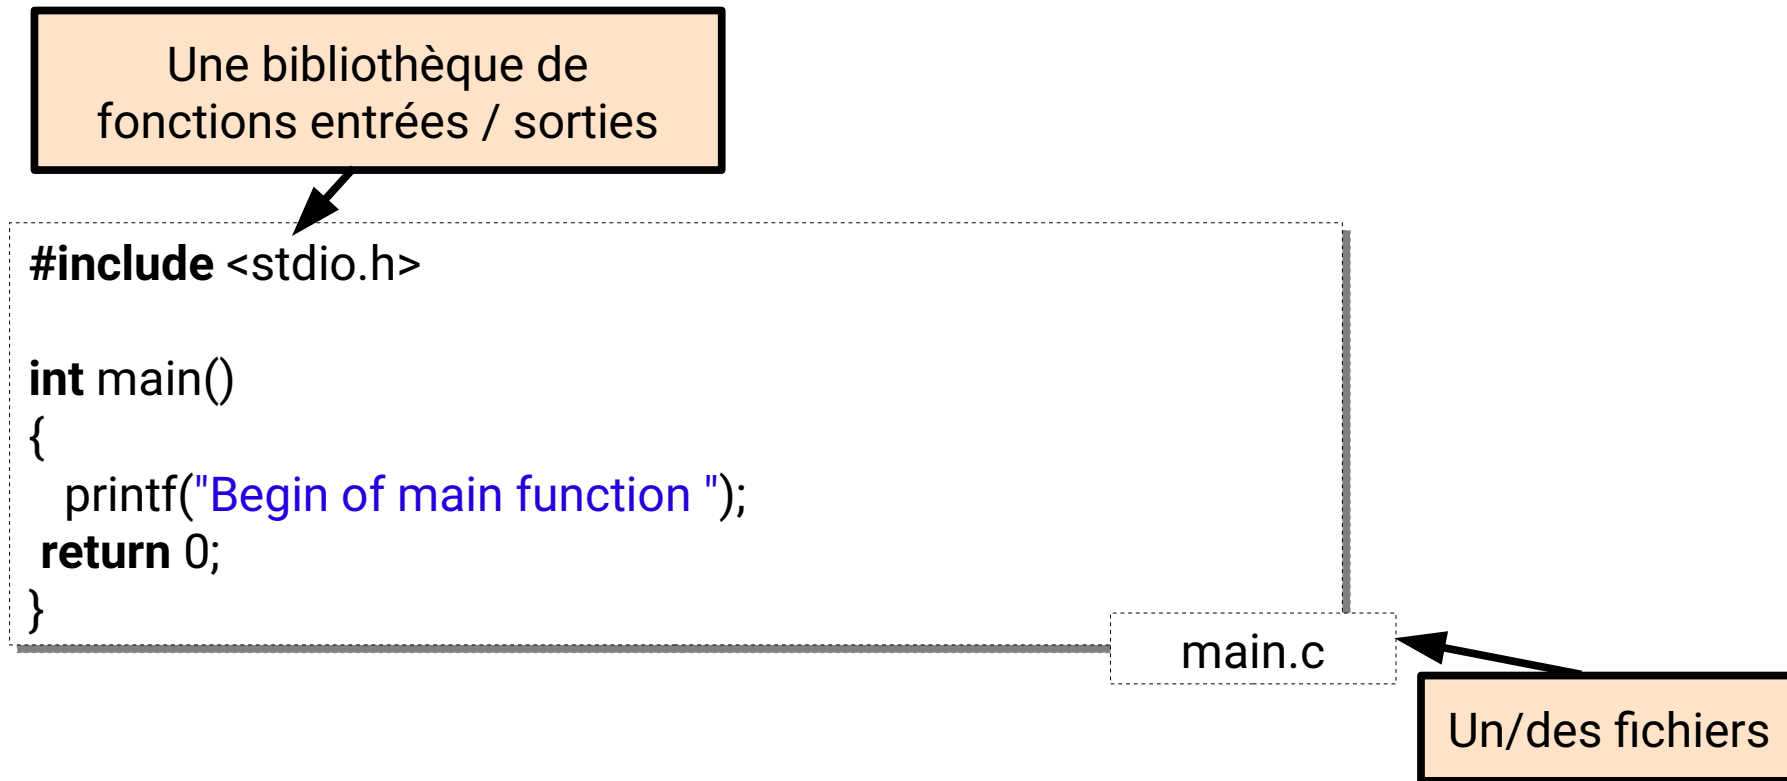 Une bibliothèque de
fonctions entrées / sorties
#include <stdio.h>
int main()
{
printf("Begin of main function ");
return 0;
}
main.c
Un/des fichiers